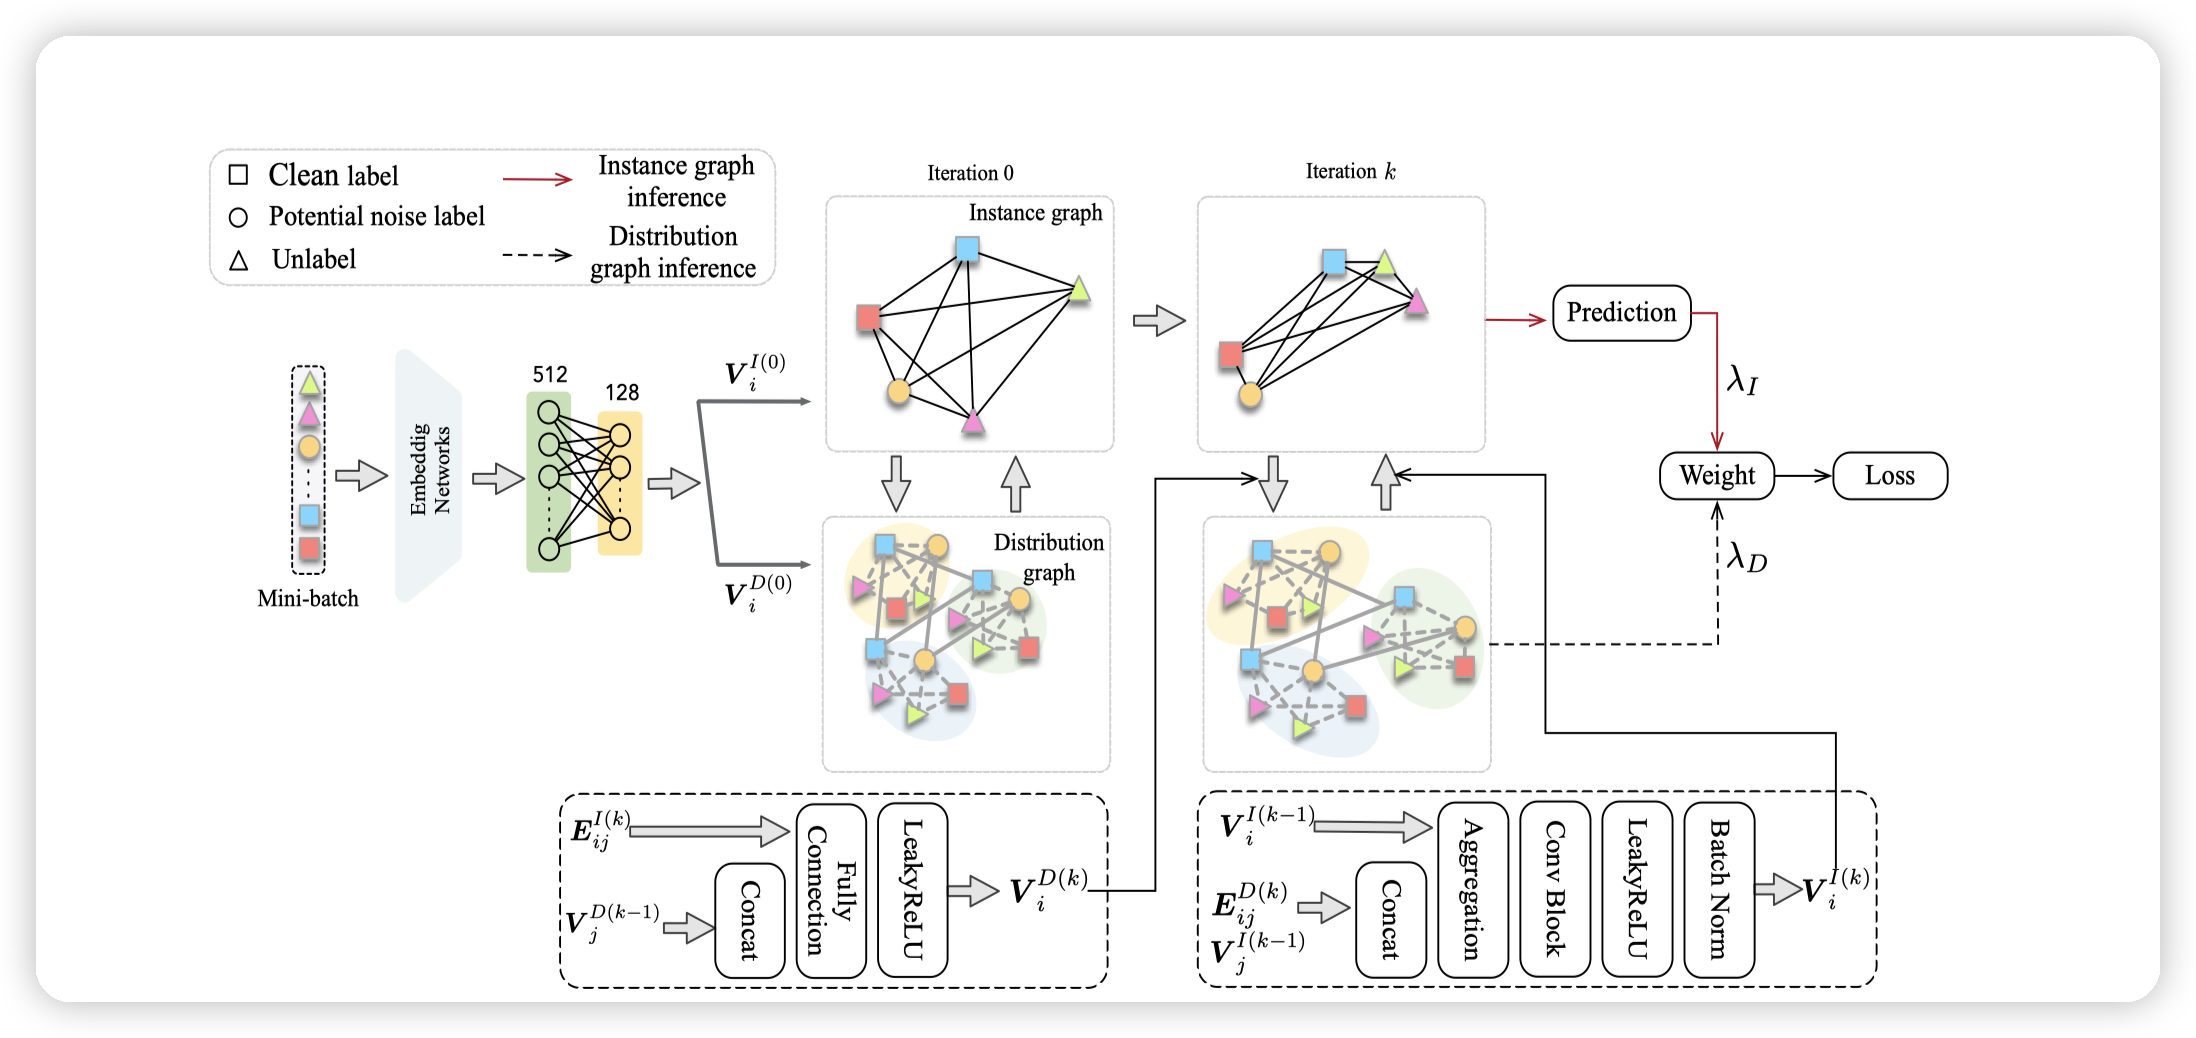 Clean label
Potential noise label
Unlabel
Instance graph
inference
Distribution
graph inference
Iteration 0
Iteration k
Instance graph
Prediction
λ_I
512
128
V_i^{I(0)}
Embeddig
Networks
Weight
Loss
Mini-batch
V_i^{D(0)}
Distribution
graph
λ_D
E_{ij}^{I(k)}
V_j^{D(k-1)}
Concat
Fully
Connection
LeakyReLU
V_i^{D(k)}
V_i^{I(k-1)}
E_{ij}^{D(k)}
V_j^{I(k-1)}
Concat
Aggregation
Conv Block
LeakyReLU
Batch Norm
V_i^{I(k)}